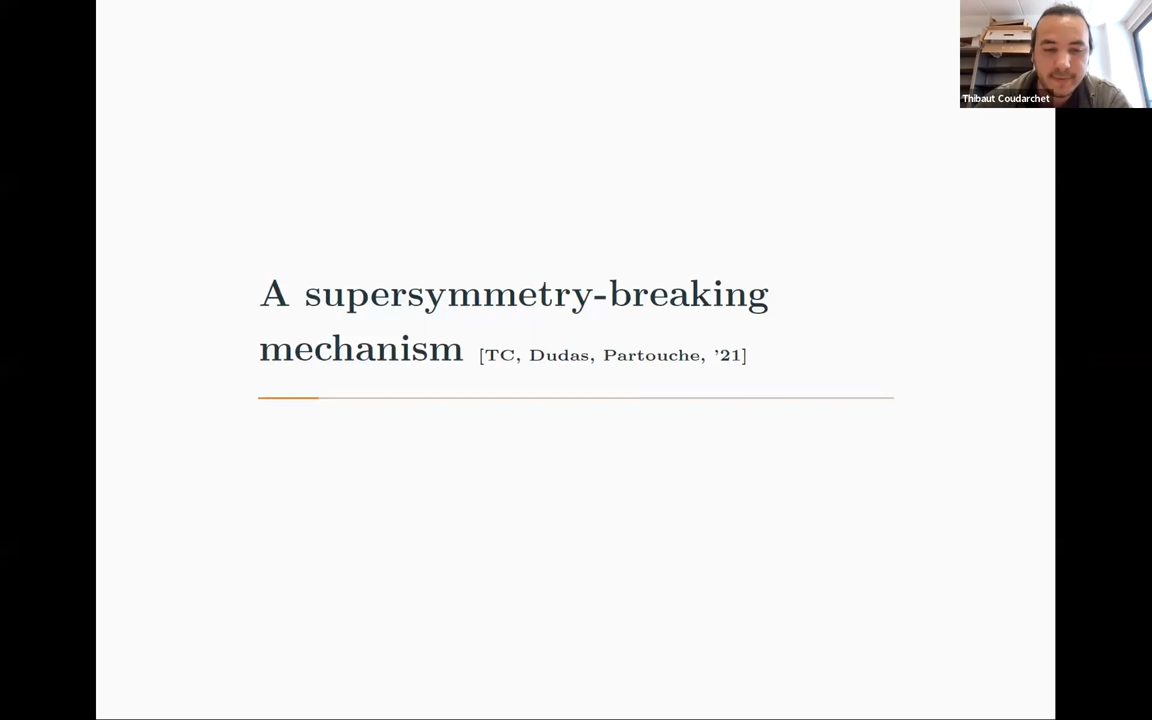 Thibaut Coudarchet
A supersymmetry-breaking
mechanism [TC, Dudas, Partouche, ’21]